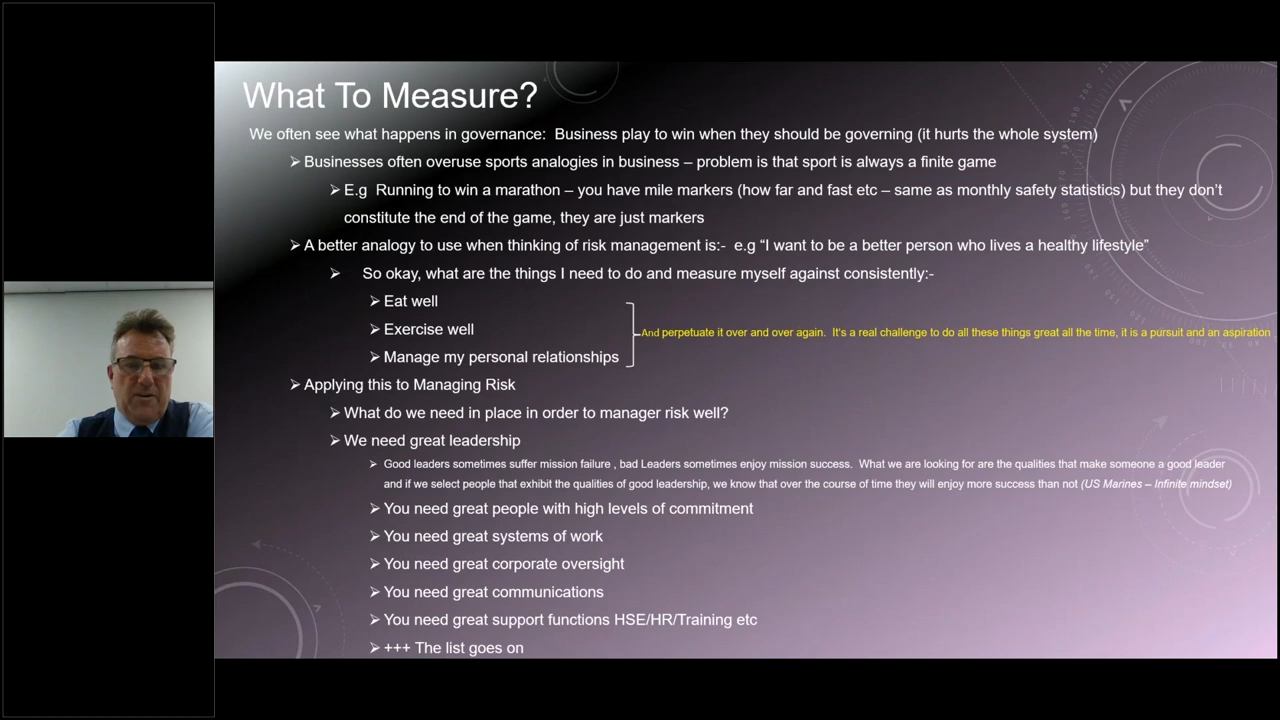 What To Measure?
We often see what happens in governance: Business play to win when they should be governing (it hurts the whole system)
➢ Businesses often overuse sports analogies in business – problem is that sport is always a finite game
➢ E.g Running to win a marathon – you have mile markers (how far and fast etc – same as monthly safety statistics) but they don't
constitute the end of the game, they are just markers
➢ A better analogy to use when thinking of risk management is:- e.g “I want to be a better person who lives a healthy lifestyle”
➢ So okay, what are the things I need to do and measure myself against consistently:-
➢ Eat well
➢ Exercise well
And perpetuate it over and over again. It's a real challenge to do all these things great all the time, it is a pursuit and an aspiration
➢ Manage my personal relationships
➢ Applying this to Managing Risk
➢ What do we need in place in order to manager risk well?
➢ We need great leadership
➢ Good leaders sometimes suffer mission failure , bad Leaders sometimes enjoy mission success. What we are looking for are the qualities that make someone a good leader
and if we select people that exhibit the qualities of good leadership, we know that over the course of time they will enjoy more success than not (US Marines – Infinite mindset)
➢ You need great people with high levels of commitment
➢ You need great systems of work
➢ You need great corporate oversight
➢ You need great communications
➢ You need great support functions HSE/HR/Training etc
➢ +++ The list goes on